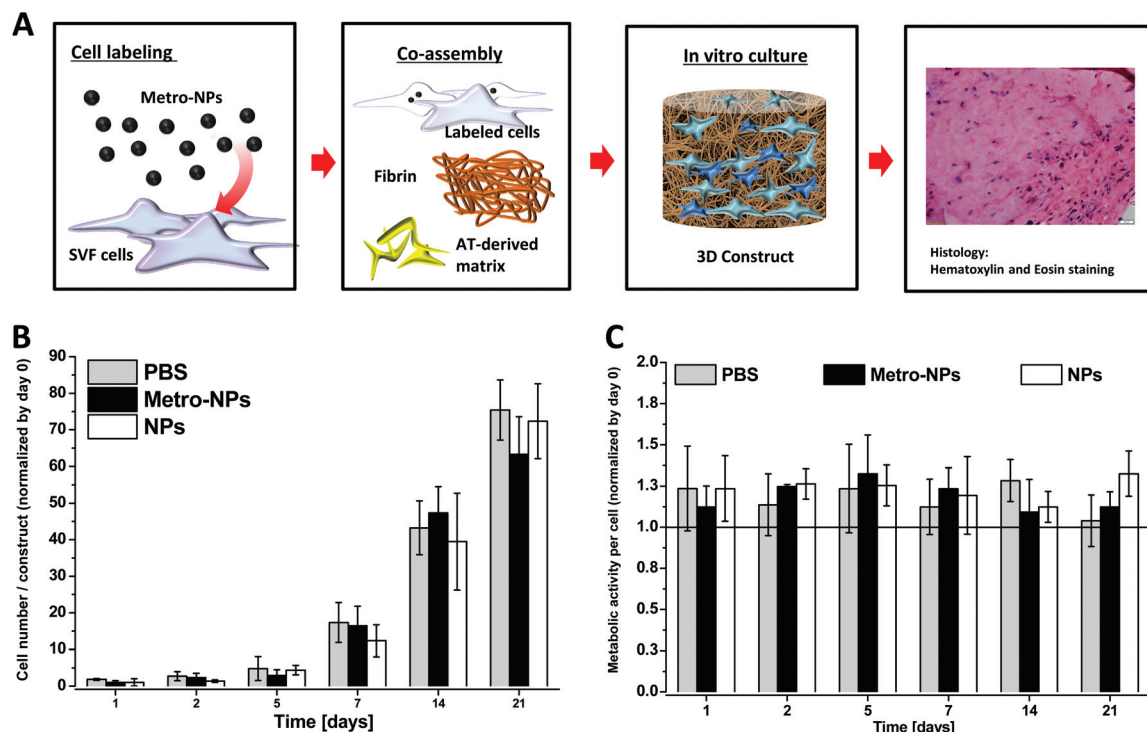 A
Cell labeling
Metro-NPs
SVF cells
Co-assembly
Labeled cells
Fibrin
AT-derived
matrix
In vitro culture
3D Construct
Histology:
Hematoxylin and Eosin staining
B
Cell number / construct (normalized by day 0)
90
80
70
60
50
40
30
20
10
0
PBS
Metro-NPs
NPs
1 2 5 7 14 21
Time [days]
C
Metabolic activity per cell (normalized by day 0)
2.0
1.8
1.5
1.3
1.0
0.8
0.5
0.3
0.0
PBS Metro-NPs NPs
1 2 5 7 14 21
Time [days]